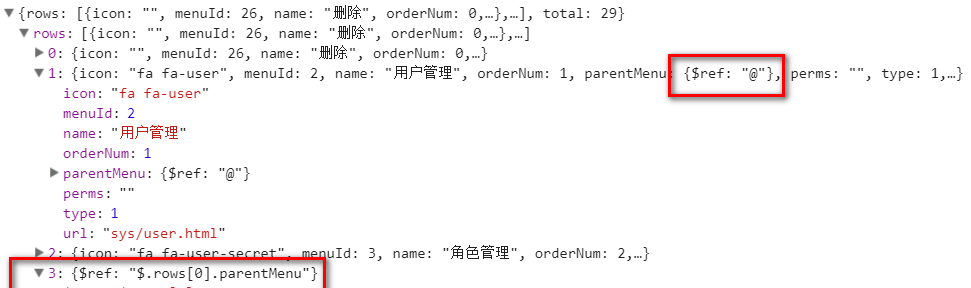 ▼{rows: [{icon: "", menuId: 26, name: "删除", orderNum: 0,…},…], total: 29}
▼rows: [{icon: "", menuId: 26, name: "删除", orderNum: 0,…},…]
▶0: {icon: "", menuId: 26, name: "删除", orderNum: 0,…}
▼1: {icon: "fa fa-user", menuId: 2, name: "用户管理", orderNum: 1, parentMenu: {$ref: "@"}, perms: "", type: 1,…}
icon: "fa fa-user"
menuId: 2
name: "用户管理"
orderNum: 1
▶parentMenu: {$ref: "@"}
perms: ""
type: 1
url: "sys/user.html"
▶2: {icon: "fa fa-user-secret", menuId: 3, name: "角色管理", orderNum: 2,…}
▼3: {$ref: "$.rows[0].parentMenu"}